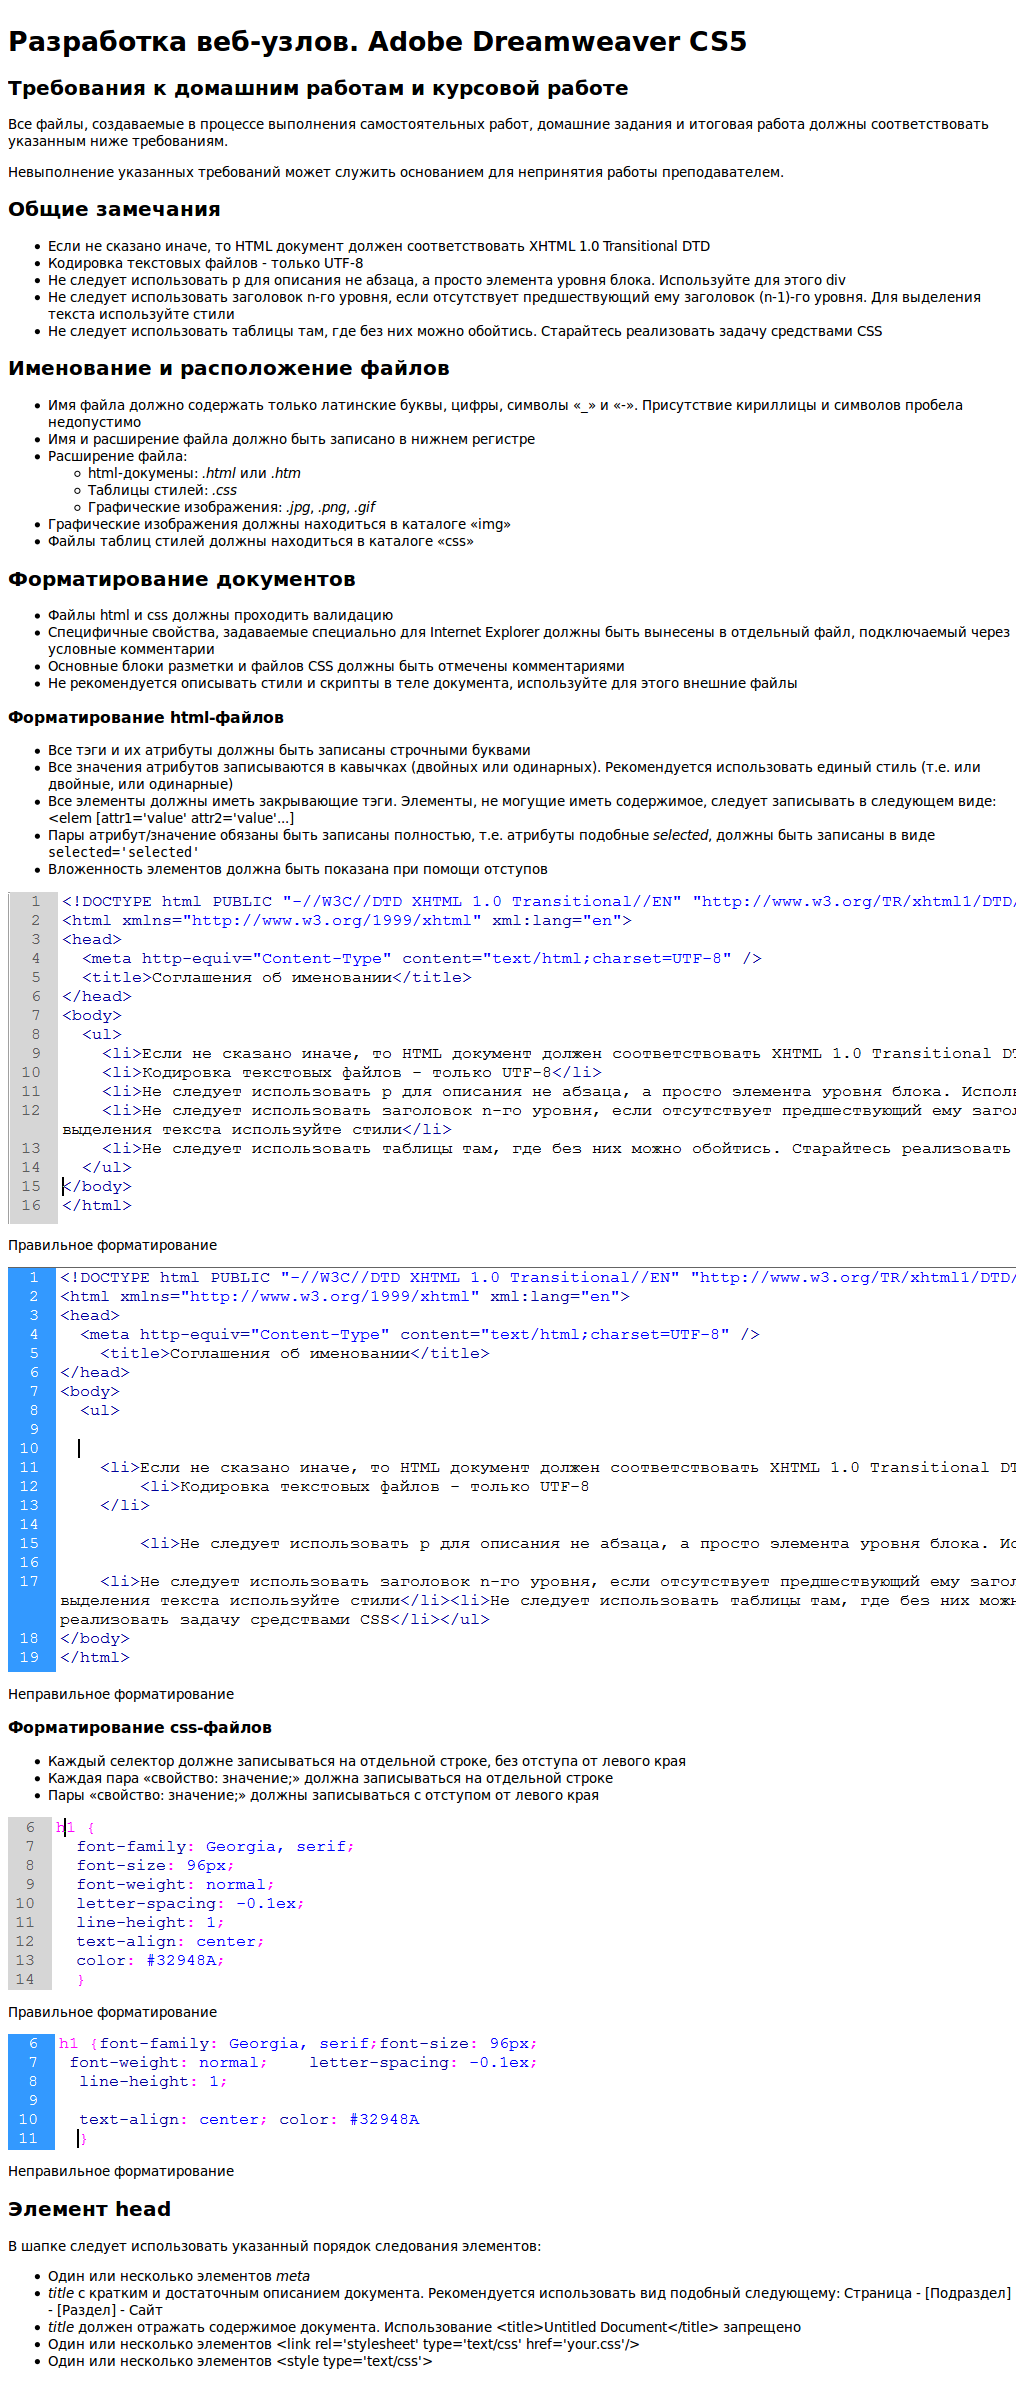 Разработка веб-узлов. Adobe Dreamweaver CS5
Требования к домашним работам и курсовой работе
Все файлы, создаваемые в процессе выполнения самостоятельных работ, домашние задания и итоговая работа должны соответствовать
указанным ниже требованиям.
Невыполнение указанных требований может служить основанием для непринятия работы преподавателем.
Общие замечания
Если не сказано иначе, то HTML документ должен соответствовать XHTML 1.0 Transitional DTD
Кодировка текстовых файлов - только UTF-8
Не следует использовать p для описания не абзаца, а просто элемента уровня блока. Используйте для этого div
Не следует использовать заголовок n-го уровня, если отсутствует предшествующий ему заголовок (n-1)-го уровня. Для выделения
текста используйте стили
Не следует использовать таблицы там, где без них можно обойтись. Старайтесь реализовать задачу средствами CSS
Именование и расположение файлов
Имя файла должно содержать только латинские буквы, цифры, символы «_» и «-». Присутствие кириллицы и символов пробела
недопустимо
Имя и расширение файла должно быть записано в нижнем регистре
Расширение файла:
html-докумены: .html или .htm
Таблицы стилей: .css
Графические изображения: .jpg, .png, .gif
Графические изображения должны находиться в каталоге «img»
Файлы таблиц стилей должны находиться в каталоге «css»
Форматирование документов
Файлы html и css должны проходить валидацию
Специфичные свойства, задаваемые специально для Internet Explorer должны быть вынесены в отдельный файл, подключаемый через
условные комментарии
Основные блоки разметки и файлов CSS должны быть отмечены комментариями
Не рекомендуется описывать стили и скрипты в теле документа, используйте для этого внешние файлы
Форматирование html-файлов
Все тэги и их атрибуты должны быть записаны строчными буквами
Все значения атрибутов записываются в кавычках (двойных или одинарных). Рекомендуется использовать единый стиль (т.е. или
двойные, или одинарные)
Все элементы должны иметь закрывающие тэги. Элементы, не могущие иметь содержимое, следует записывать в следующем виде:
<elem [attr1='value' attr2='value'...]
Пары атрибут/значение обязаны быть записаны полностью, т.е. атрибуты подобные selected, должны быть записаны в виде
selected='selected'
Вложенность элементов должна быть показана при помощи отступов
1 <!DOCTYPE html PUBLIC "-//W3C//DTD XHTML 1.0 Transitional//EN" "http://www.w3.org/TR/xhtml1/DTD/
2 <html xmlns="http://www.w3.org/1999/xhtml" xml:lang="en">
3 <head>
4 <meta http-equiv="Content-Type" content="text/html;charset=UTF-8" />
5 <title>Соглашения об именовании</title>
6 </head>
7 <body>
8 <ul>
9 <li>Если не сказано иначе, то HTML документ должен соответствовать XHTML 1.0 Transitional DT
10 <li>Кодировка текстовых файлов - только UTF-8</li>
11 <li>Не следует использовать p для описания не абзаца, а просто элемента уровня блока. Исполь
12 <li>Не следует использовать заголовок n-го уровня, если отсутствует предшествующий ему загол
выделения текста используйте стили</li>
13 <li>Не следует использовать таблицы там, где без них можно обойтись. Старайтесь реализовать
14 </ul>
15 </body>
16 </html>
Правильное форматирование
1 <!DOCTYPE html PUBLIC "-//W3C//DTD XHTML 1.0 Transitional//EN" "http://www.w3.org/TR/xhtml1/DTD/
2 <html xmlns="http://www.w3.org/1999/xhtml" xml:lang="en">
3 <head>
4 <meta http-equiv="Content-Type" content="text/html;charset=UTF-8" />
5 <title>Соглашения об именовании</title>
6 </head>
7 <body>
8 <ul>
9
10
11 <li>Если не сказано иначе, то HTML документ должен соответствовать XHTML 1.0 Transitional DT
12 <li>Кодировка текстовых файлов - только UTF-8
13 </li>
14
15 <li>Не следует использовать p для описания не абзаца, а просто элемента уровня блока. Ис
16
17 <li>Не следует использовать заголовок n-го уровня, если отсутствует предшествующий ему загол
выделения текста используйте стили</li><li>Не следует использовать таблицы там, где без них можн
реализовать задачу средствами CSS</li></ul>
18 </body>
19 </html>
Неправильное форматирование
Форматирование css-файлов
Каждый селектор должне записываться на отдельной строке, без отступа от левого края
Каждая пара «свойство: значение;» должна записываться на отдельной строке
Пары «свойство: значение;» должны записываться с отступом от левого края
6 h1 {
7 font-family: Georgia, serif;
8 font-size: 96px;
9 font-weight: normal;
10 letter-spacing: -0.1ex;
11 line-height: 1;
12 text-align: center;
13 color: #32948A;
14 }
Правильное форматирование
6 h1 {font-family: Georgia, serif;font-size: 96px;
7 font-weight: normal; letter-spacing: -0.1ex;
8 line-height: 1;
9
10 text-align: center; color: #32948A
11 }
Неправильное форматирование
Элемент head
В шапке следует использовать указанный порядок следования элементов:
Один или несколько элементов meta
title с кратким и достаточным описанием документа. Рекомендуется использовать вид подобный следующему: Страница - [Подраздел]
- [Раздел] - Сайт
title должен отражать содержимое документа. Использование <title>Untitled Document</title> запрещено
Один или несколько элементов <link rel='stylesheet' type='text/css' href='your.css'/>
Один или несколько элементов <style type='text/css'>